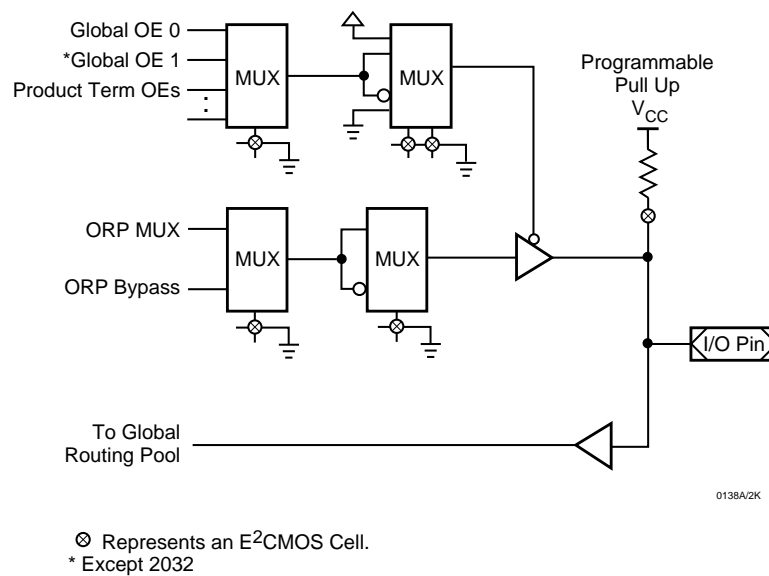 Global OE 0
*Global OE 1
Product Term OEs
:
MUX
MUX
Programmable
Pull Up
VCC
ORP MUX
ORP Bypass
MUX
MUX
I/O Pin
To Global
Routing Pool
0138A/2K
Represents an E2CMOS Cell.
* Except 2032